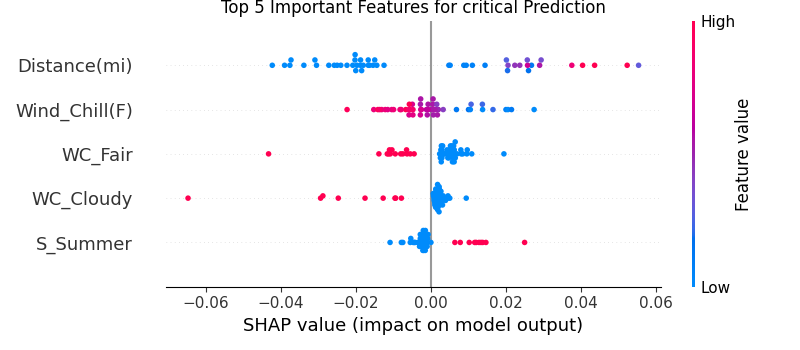 Top 5 Important Features for critical Prediction
High
Distance(mi)
Wind_Chill(F)
WC_Fair
WC_Cloudy
S_Summer
Feature value
Low
−0.06 −0.04 −0.02 0.00 0.02 0.04 0.06
SHAP value (impact on model output)